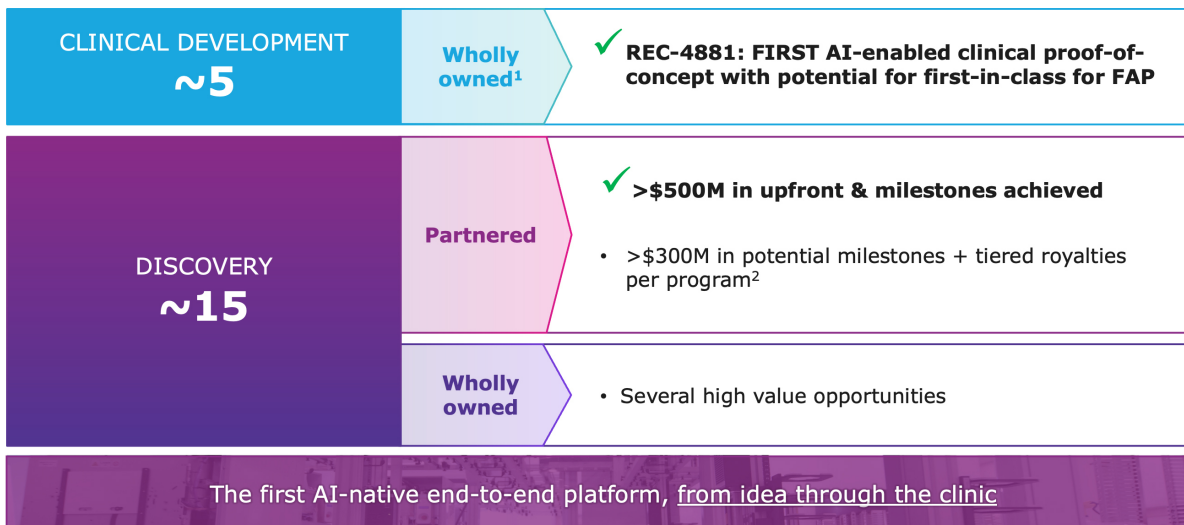 CLINICAL DEVELOPMENT
~5
Wholly
owned¹
✓ REC-4881: FIRST AI-enabled clinical proof-of-
concept with potential for first-in-class for FAP
DISCOVERY
~15
Partnered
✓ >$500M in upfront & milestones achieved
• >$300M in potential milestones + tiered royalties
per program²
Wholly
owned
• Several high value opportunities
The first AI-native end-to-end platform, from idea through the clinic